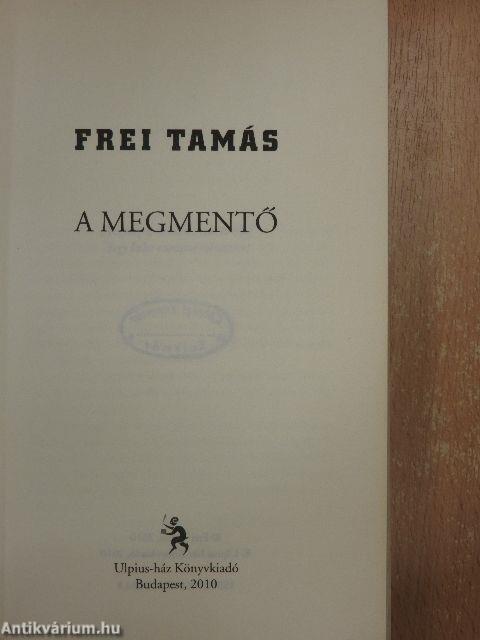 FREI TAMÁS
A MEGMENTŐ
Ulpius-ház Könyvkiadó
Budapest, 2010
Antikvárium.hu